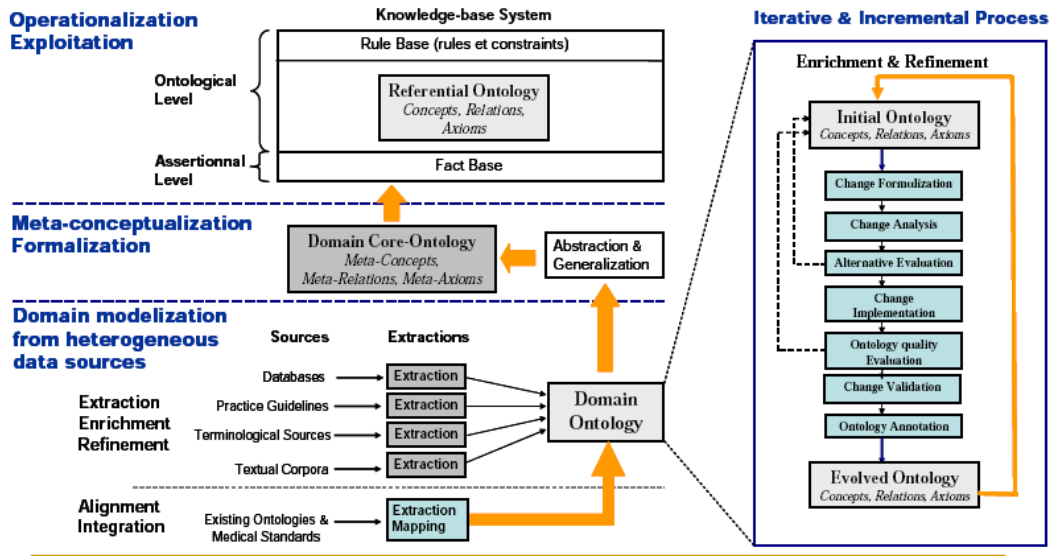 Operationalization
Exploitation
Knowledge-base System
Rule Base (rules et constraints)
Ontological
Level
Referential Ontology
Concepts, Relations,
Axioms
Assertionnal
Level
Fact Base
Meta-conceptualization
Formalization
Domain Core-Ontology
Meta-Concepts,
Meta-Relations, Meta-Axioms
Abstraction &
Generalization
Domain modelization
from heterogeneous
data sources
Sources
Extractions
Extraction
Enrichment
Refinement
Databases
Extraction
Practice Guidelines
Extraction
Terminological Sources
Extraction
Textual Corpora
Extraction
Domain
Ontology
Alignment
Integration
Existing Ontologies &
Medical Standards
Extraction
Mapping
Iterative & Incremental Process
Enrichment & Refinement
Initial Ontology
Concepts, Relations, Axioms
Change Formulization
Change Analysis
Alternative Evaluation
Change
Implementation
Ontology quality
Evaluation
Change Validation
Ontology Annotation
Evolved Ontology
Concepts, Relations, Axioms